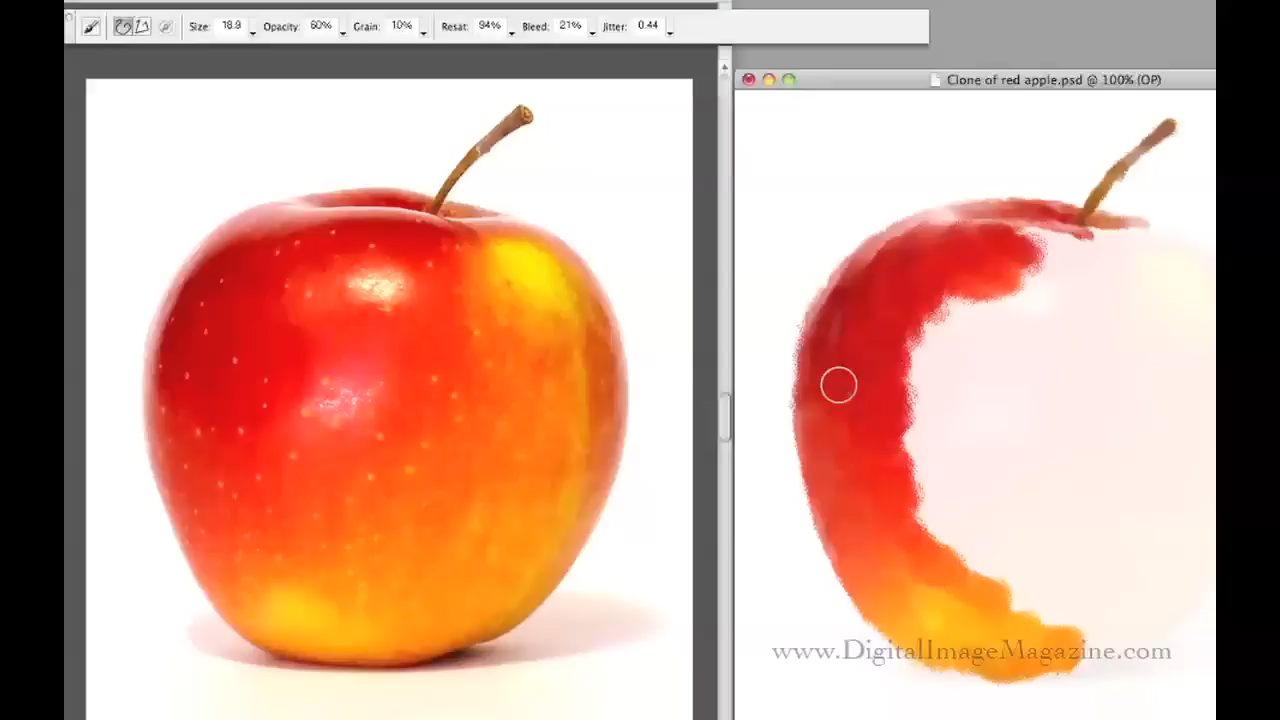 Size: 18.9 Opacity: 60% Grain: 10% Resat: 94% Bleed: 21% Jitter: 0.44
Clone of red apple.psd @ 100% (OP)
www.DigitalImageMagazine.com